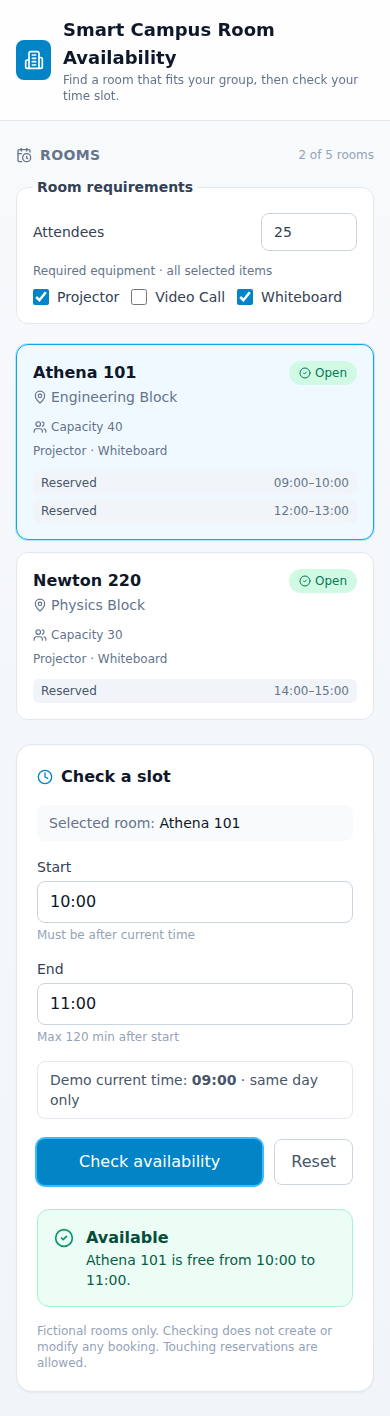 Smart Campus Room
Availability
Find a room that fits your group, then check your
time slot.
ROOMS
2 of 5 rooms
Room requirements
Attendees
25
Required equipment · all selected items
Projector
Video Call
Whiteboard
Athena 101
Open
Engineering Block
Capacity 40
Projector · Whiteboard
Reserved 09:00–10:00
Reserved 12:00–13:00
Newton 220
Open
Physics Block
Capacity 30
Projector · Whiteboard
Reserved 14:00–15:00
Check a slot
Selected room: Athena 101
Start
10:00
Must be after current time
End
11:00
Max 120 min after start
Demo current time: 09:00 · same day
only
Check availability
Reset
Available
Athena 101 is free from 10:00 to
11:00.
Fictional rooms only. Checking does not create or
modify any booking. Touching reservations are
allowed.